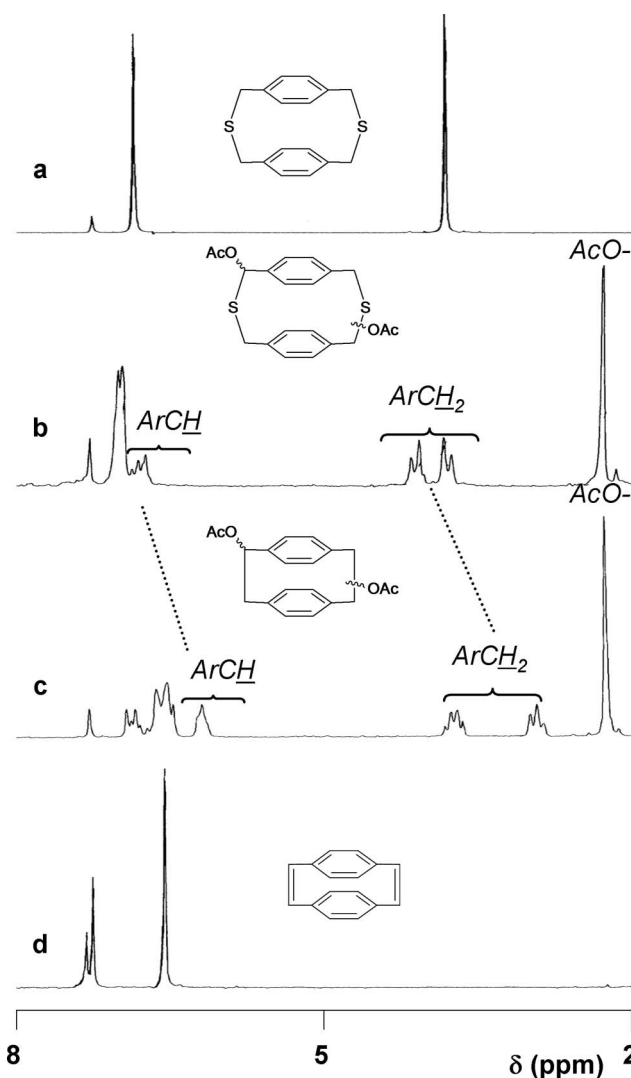 S S
a
AcO
AcO-
S S
OAc
ArCH ArCH2
b
AcO-
AcO
OAc
ArCH ArCH2
c
d
8 5 2
δ (ppm)